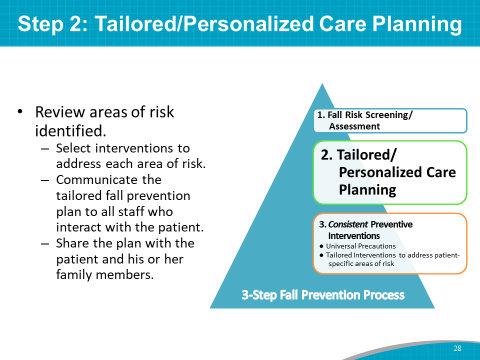 Step 2: Tailored/Personalized Care Planning
• Review areas of risk
identified.
– Select interventions to
address each area of risk.
– Communicate the
tailored fall prevention
plan to all staff who
interact with the patient.
– Share the plan with the
patient and his or her
family members.
1. Fall Risk Screening/
Assessment
2. Tailored/
Personalized Care
Planning
3. Consistent Preventive
Interventions
● Universal Precautions
● Tailored Interventions to address patient-
specific areas of risk
3-Step Fall Prevention Process
28